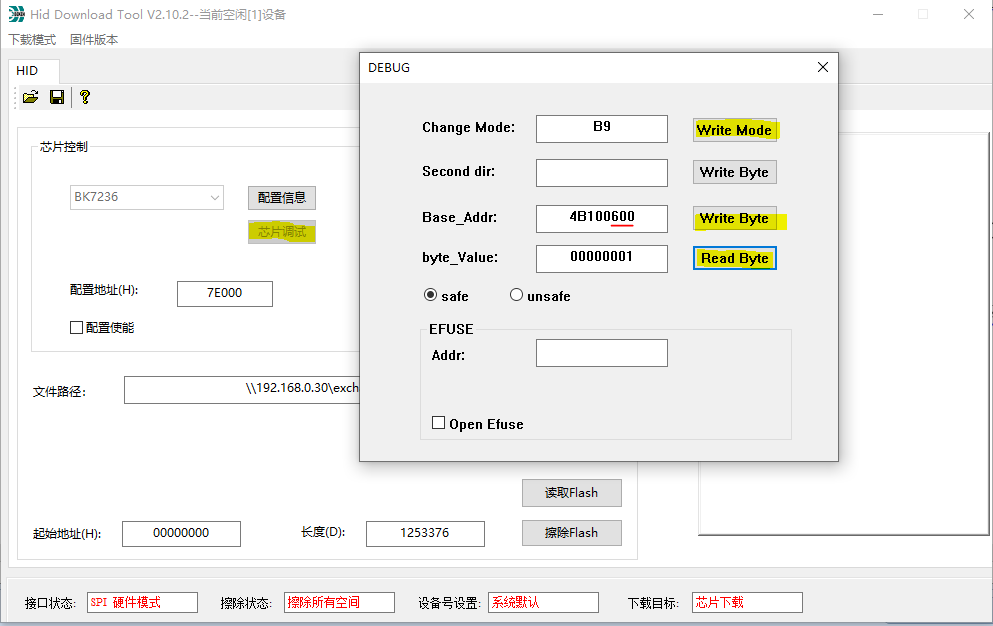 Hid Download Tool V2.10.2--当前空闲[1]设备
下载模式 固件版本
HID
芯片控制
BK7236
配置信息
芯片调试
配置地址(H): 7E000
配置使能
文件路径: \\192.168.0.30\exch
读取Flash
起始地址(H): 00000000 长度(D): 1253376 擦除Flash
接口状态: SPI 硬件模式 擦除状态: 擦除所有空间 设备号设置: 系统默认 下载目标: 芯片下载
DEBUG
Change Mode: B9 Write Mode
Second dir: Write Byte
Base_Addr: 4B100600 Write Byte
byte_Value: 00000001 Read Byte
safe unsafe
EFUSE
Addr:
Open Efuse